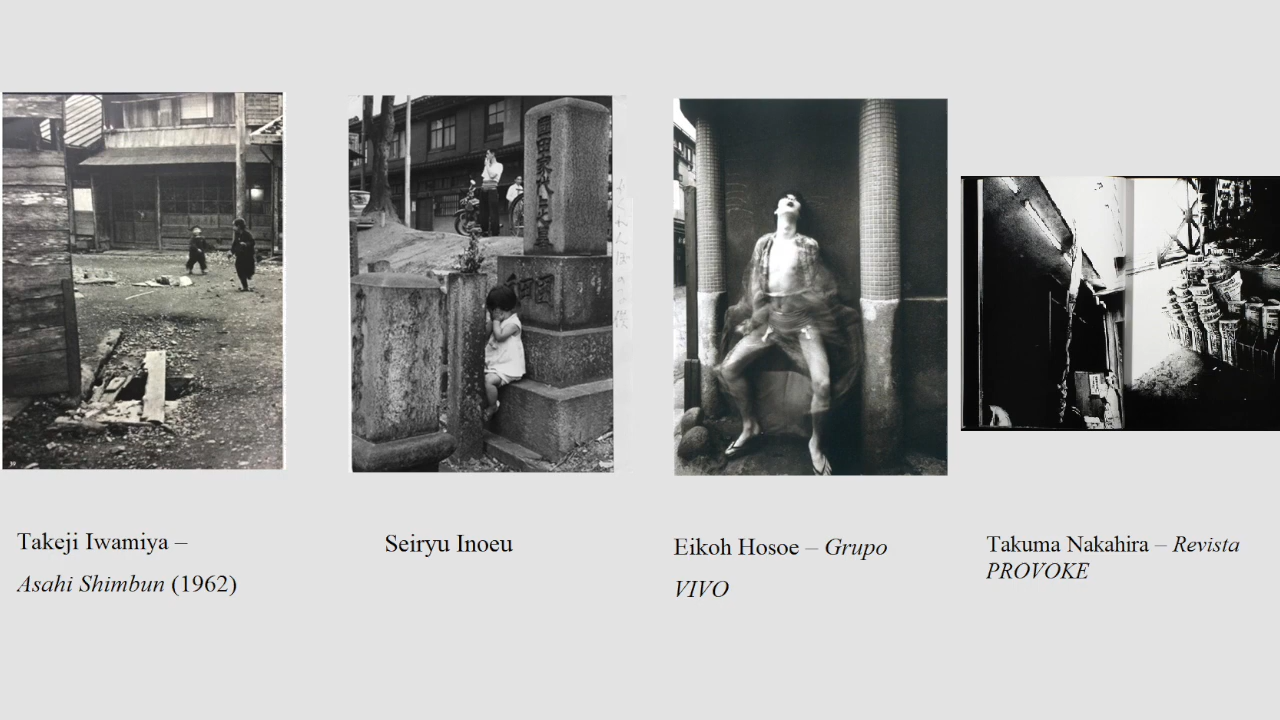 Takeji Iwamiya –
Asahi Shimbun (1962)
Seiryu Inoeu
Eikoh Hosoe – Grupo
VIVO
Takuma Nakahira – Revista
PROVOKE